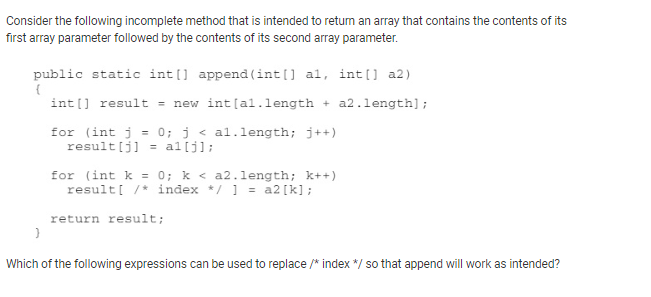 Consider the following incomplete method that is intended to return an array that contains the contents of its
first array parameter followed by the contents of its second array parameter.
public static int[] append(int[] a1, int[] a2)
{
int[] result = new int[a1.length + a2.length];
for (int j = 0; j < a1.length; j++)
result[j] = a1[j];
for (int k = 0; k < a2.length; k++)
result[ /* index */ ] = a2[k];
return result;
}
Which of the following expressions can be used to replace /* index */ so that append will work as intended?